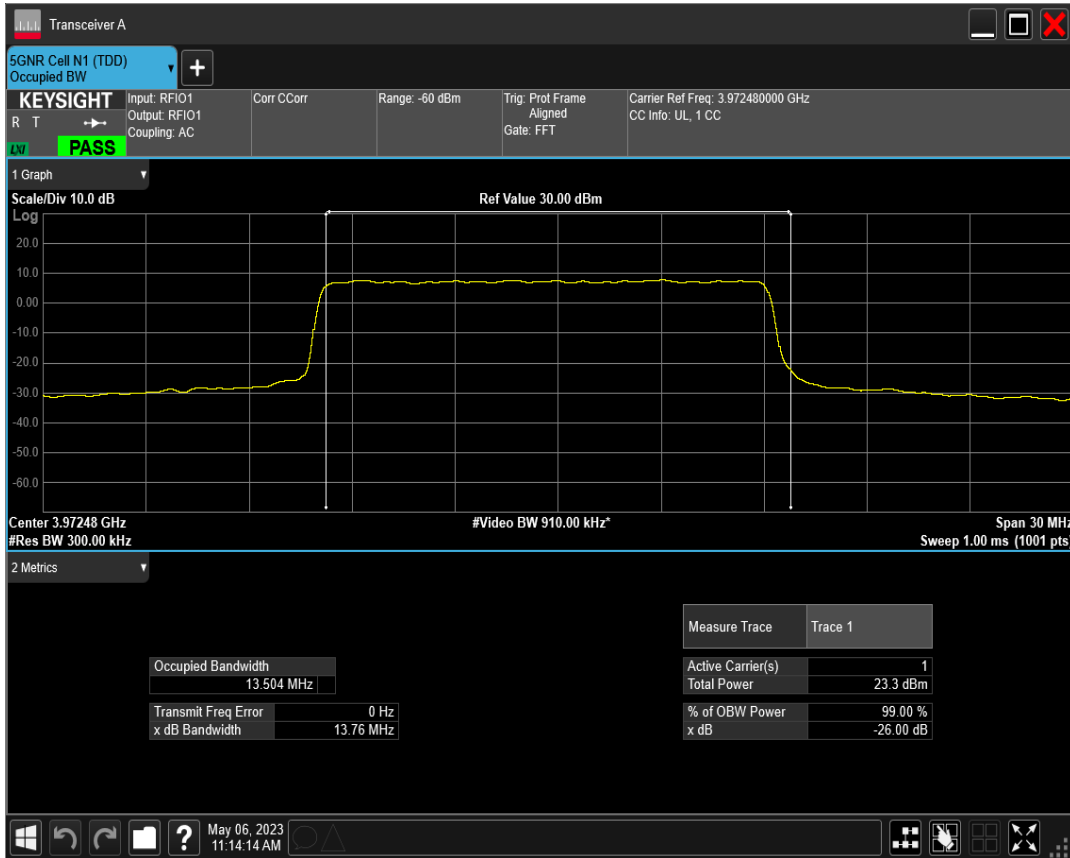 Transceiver A
5GNR Cell N1 (TDD)
Occupied BW
+
KEYSIGHT
R T
LXI
PASS
Input: RFIO1
Output: RFIO1
Coupling: AC
Corr CCorr
Range: -60 dBm
Trig: Prot Frame
Aligned
Gate: FFT
Carrier Ref Freq: 3.972480000 GHz
CC Info: UL, 1 CC
1 Graph
Scale/Div 10.0 dB
Ref Value 30.00 dBm
Log
20.0
10.0
0.00
-10.0
-20.0
-30.0
-40.0
-50.0
-60.0
Center 3.97248 GHz
#Video BW 910.00 kHz*
Span 30 MHz
#Res BW 300.00 kHz
Sweep 1.00 ms (1001 pts)
2 Metrics
Measure Trace Trace 1
Occupied Bandwidth
13.504 MHz
Active Carrier(s) 1
Total Power 23.3 dBm
Transmit Freq Error 0 Hz
x dB Bandwidth 13.76 MHz
% of OBW Power 99.00 %
x dB -26.00 dB
?
May 06, 2023
11:14:14 AM